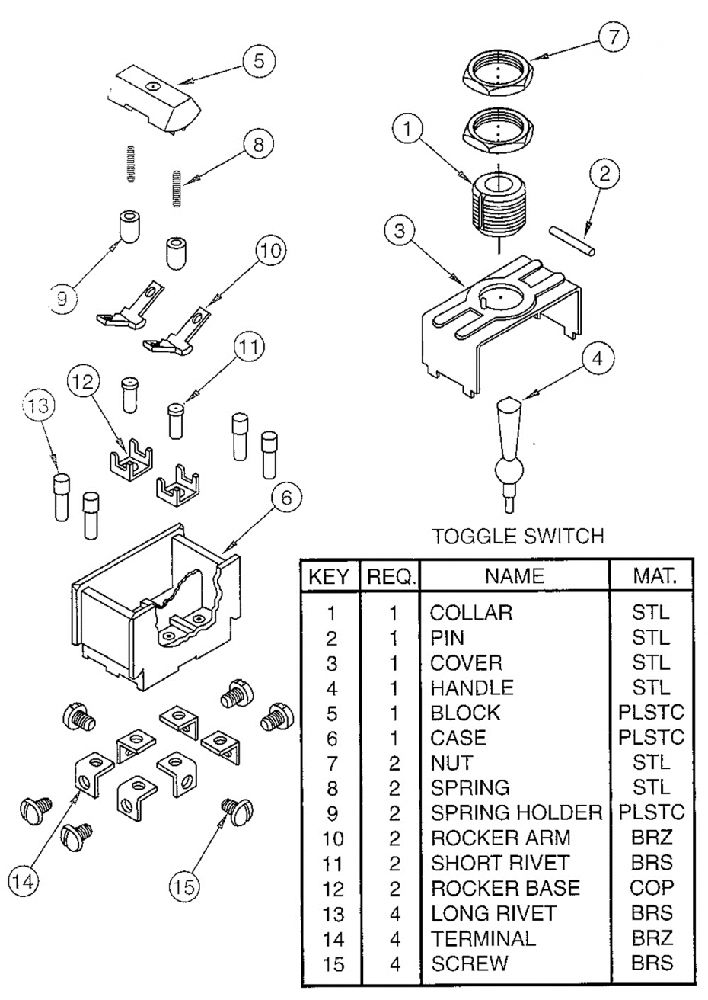 5
7
8
1
2
3
9
10
11
4
12
13
6
TOGGLE SWITCH
KEY REQ. NAME MAT.
1 1 COLLAR STL
2 1 PIN STL
3 1 COVER STL
4 1 HANDLE STL
5 1 BLOCK PLSTC
6 1 CASE PLSTC
7 2 NUT STL
8 2 SPRING STL
9 2 SPRING HOLDER PLSTC
10 2 ROCKER ARM BRZ
11 2 SHORT RIVET BRS
12 2 ROCKER BASE COP
13 4 LONG RIVET BRS
14 4 TERMINAL BRZ
15 4 SCREW BRS
14
15